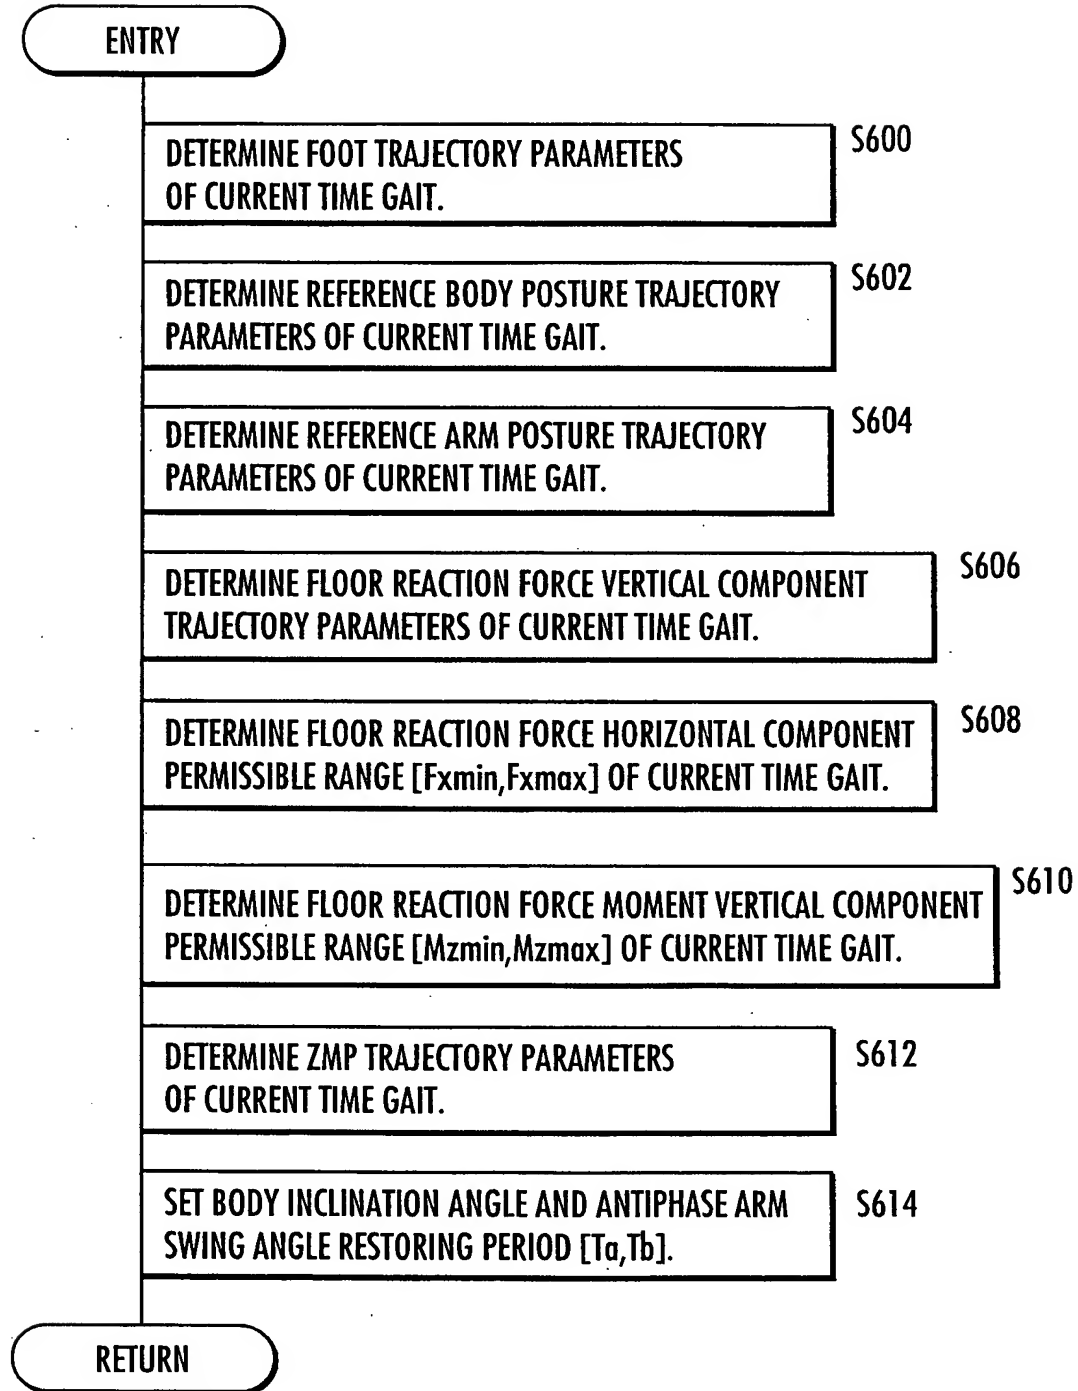 ENTRY
DETERMINE FOOT TRAJECTORY PARAMETERS
OF CURRENT TIME GAIT.
S600
DETERMINE REFERENCE BODY POSTURE TRAJECTORY
PARAMETERS OF CURRENT TIME GAIT.
S602
DETERMINE REFERENCE ARM POSTURE TRAJECTORY
PARAMETERS OF CURRENT TIME GAIT.
S604
DETERMINE FLOOR REACTION FORCE VERTICAL COMPONENT
TRAJECTORY PARAMETERS OF CURRENT TIME GAIT.
S606
DETERMINE FLOOR REACTION FORCE HORIZONTAL COMPONENT
PERMISSIBLE RANGE [Fxmin,Fxmax] OF CURRENT TIME GAIT.
S608
DETERMINE FLOOR REACTION FORCE MOMENT VERTICAL COMPONENT
PERMISSIBLE RANGE [Mzmin,Mzmax] OF CURRENT TIME GAIT.
S610
DETERMINE ZMP TRAJECTORY PARAMETERS
OF CURRENT TIME GAIT.
S612
SET BODY INCLINATION ANGLE AND ANTIPHASE ARM
SWING ANGLE RESTORING PERIOD [Ta,Tb].
S614
RETURN